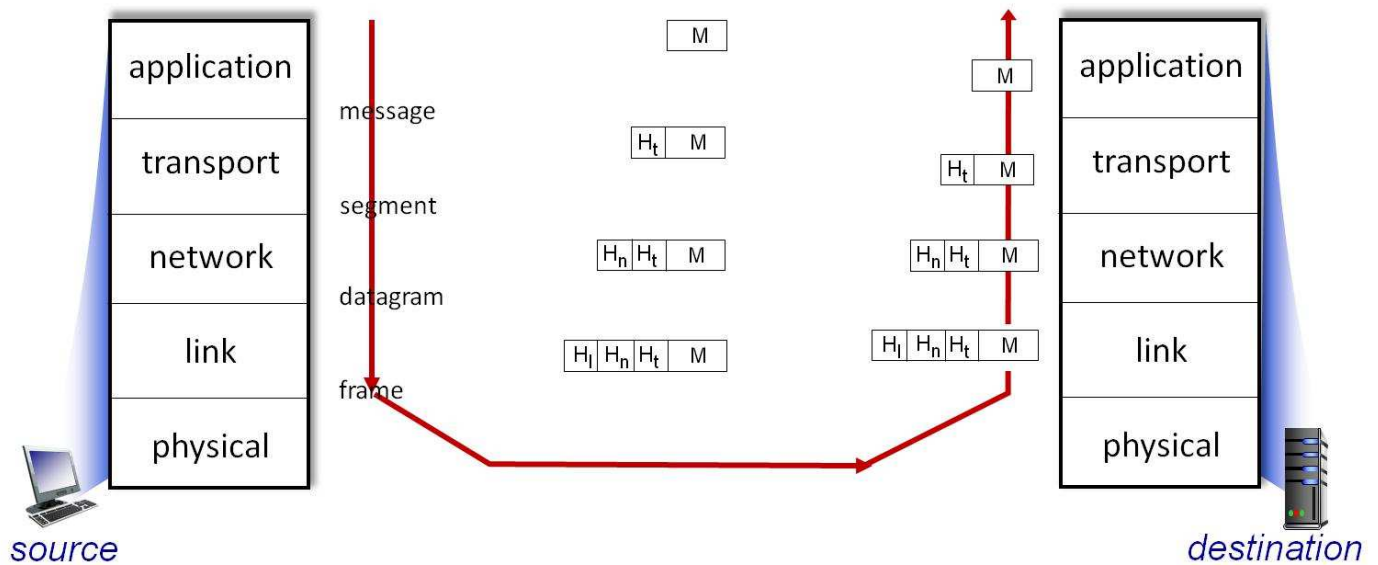 application
transport
network
link
physical
source
message
segment
datagram
frame
M
Ht M
Hn Ht M
Hl Hn Ht M
M
Ht M
Hn Ht M
Hl Hn Ht M
application
transport
network
link
physical
destination